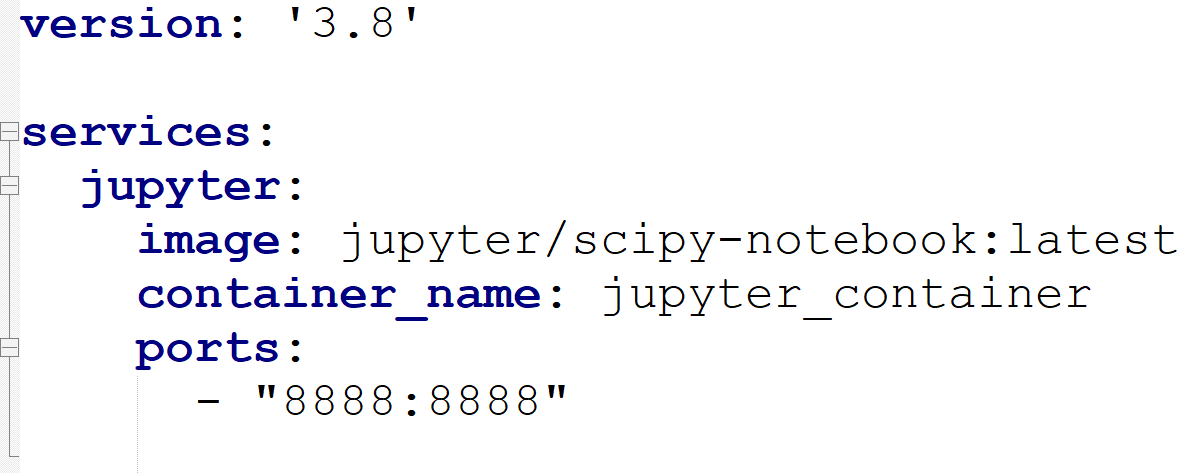 version: '3.8'
services:
jupyter:
image: jupyter/scipy-notebook:latest
container_name: jupyter_container
ports:
- "8888:8888"